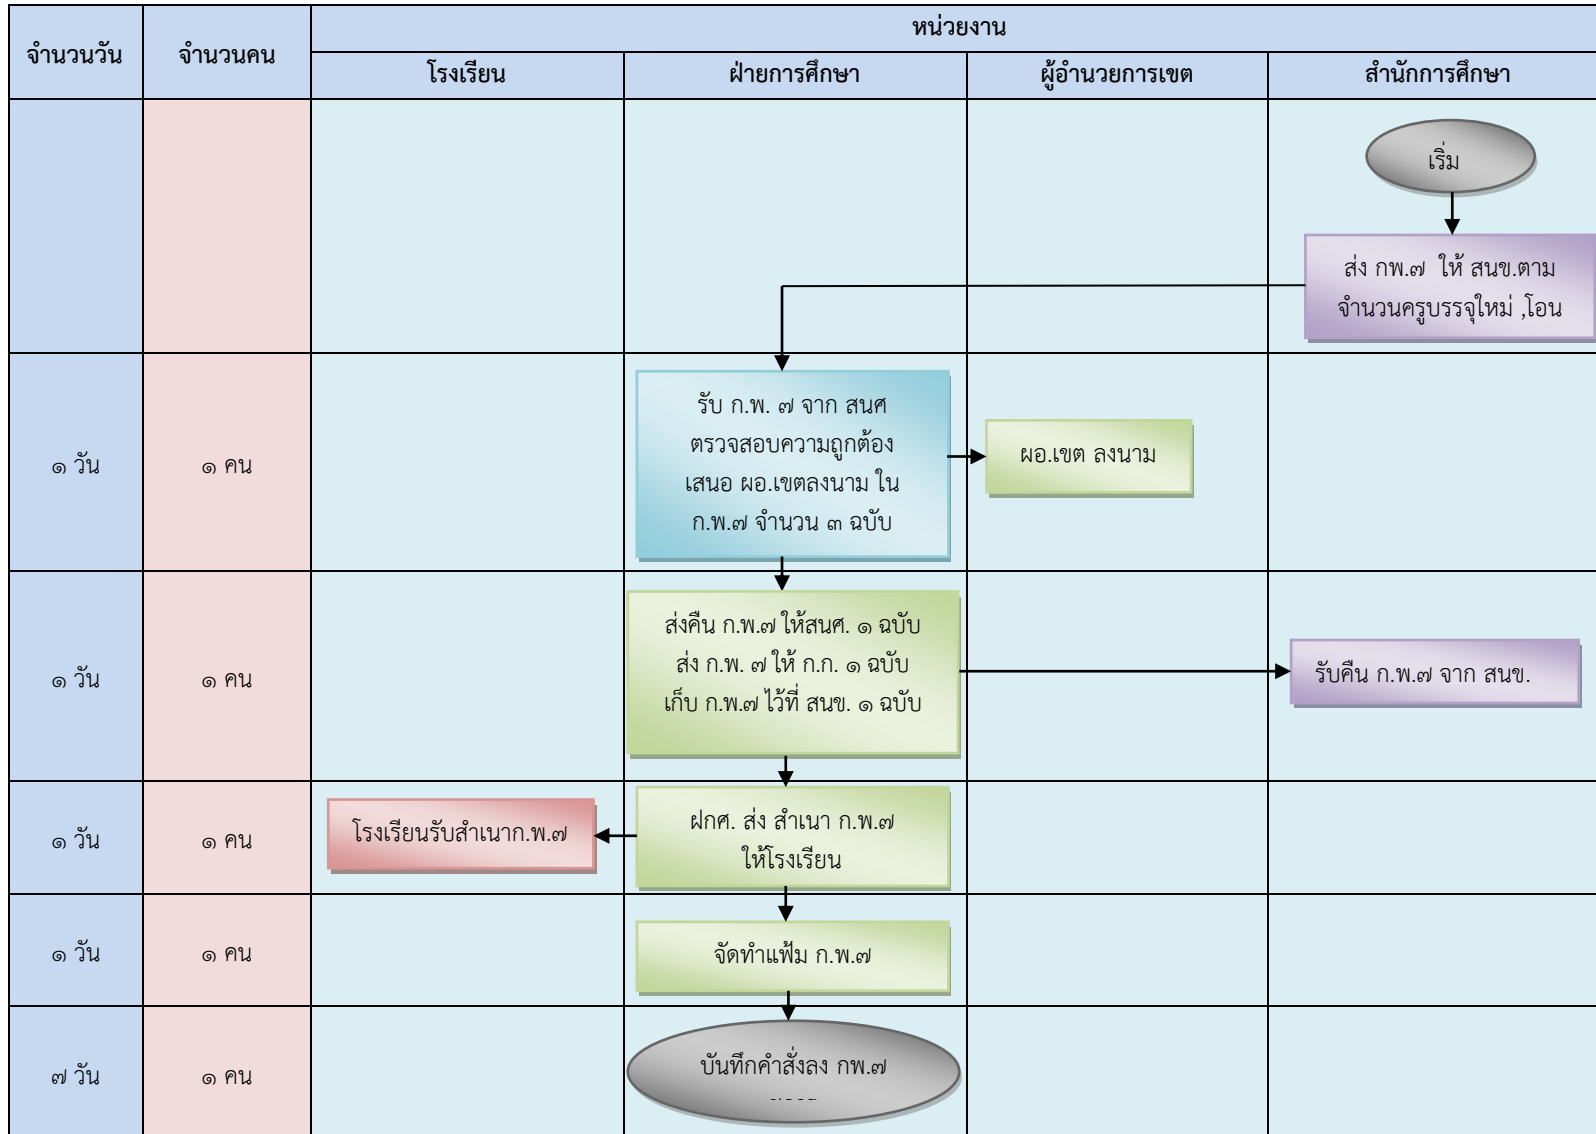 จำนวนวัน
จำนวนคน
หน่วยงาน
โรงเรียน
ฝ่ายการศึกษา
ผู้อำนวยการเขต
สำนักการศึกษา
เริ่ม
ส่ง กพ.๗ ให้ สนข.ตาม
จำนวนครูบรรจุใหม่ ,โอน
๑ วัน
๑ คน
รับ ก.พ. ๗ จาก สนศ
ตรวจสอบความถูกต้อง
เสนอ ผอ.เขตลงนาม ใน
ก.พ.๗ จำนวน ๓ ฉบับ
ผอ.เขต ลงนาม
๑ วัน
๑ คน
ส่งคืน ก.พ.๗ ให้สนศ. ๑ ฉบับ
ส่ง ก.พ. ๗ ให้ ก.ก. ๑ ฉบับ
เก็บ ก.พ.๗ ไว้ที่ สนข. ๑ ฉบับ
รับคืน ก.พ.๗ จาก สนข.
๑ วัน
๑ คน
โรงเรียนรับสำเนาก.พ.๗
ฝกศ. ส่ง สำเนา ก.พ.๗
ให้โรงเรียน
๑ วัน
๑ คน
จัดทำแฟ้ม ก.พ.๗
๗ วัน
๑ คน
บันทึกคำสั่งลง กพ.๗